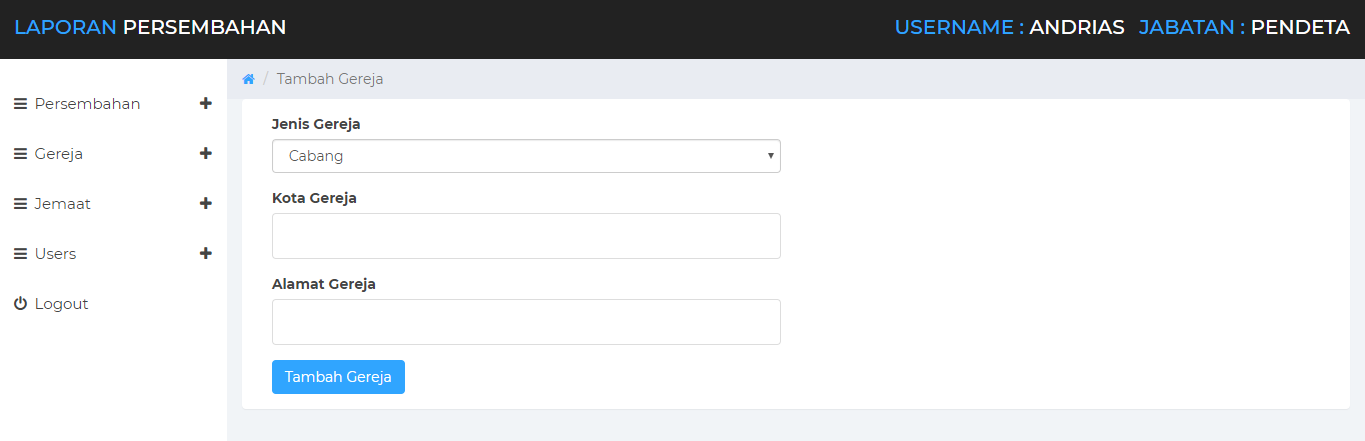 LAPORAN PERSEMBAHAN
USERNAME : ANDRIAS JABATAN : PENDETA
Persembahan
Gereja
Jemaat
Users
Logout
/ Tambah Gereja
Jenis Gereja
Cabang
Kota Gereja
Alamat Gereja
Tambah Gereja